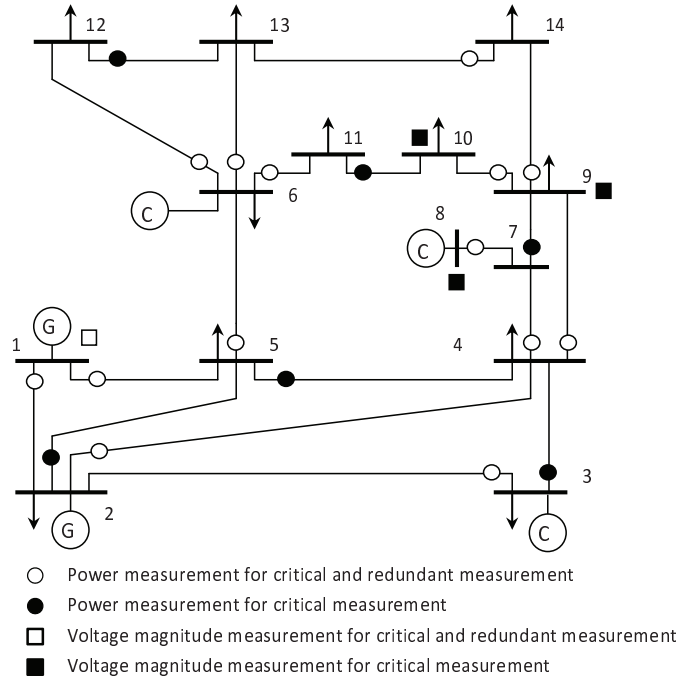 12 13 14
11 10
9
6
C
8
7
C
G
1 5 4
3
2
G C
Power measurement for critical and redundant measurement
Power measurement for critical measurement
Voltage magnitude measurement for critical and redundant measurement
Voltage magnitude measurement for critical measurement